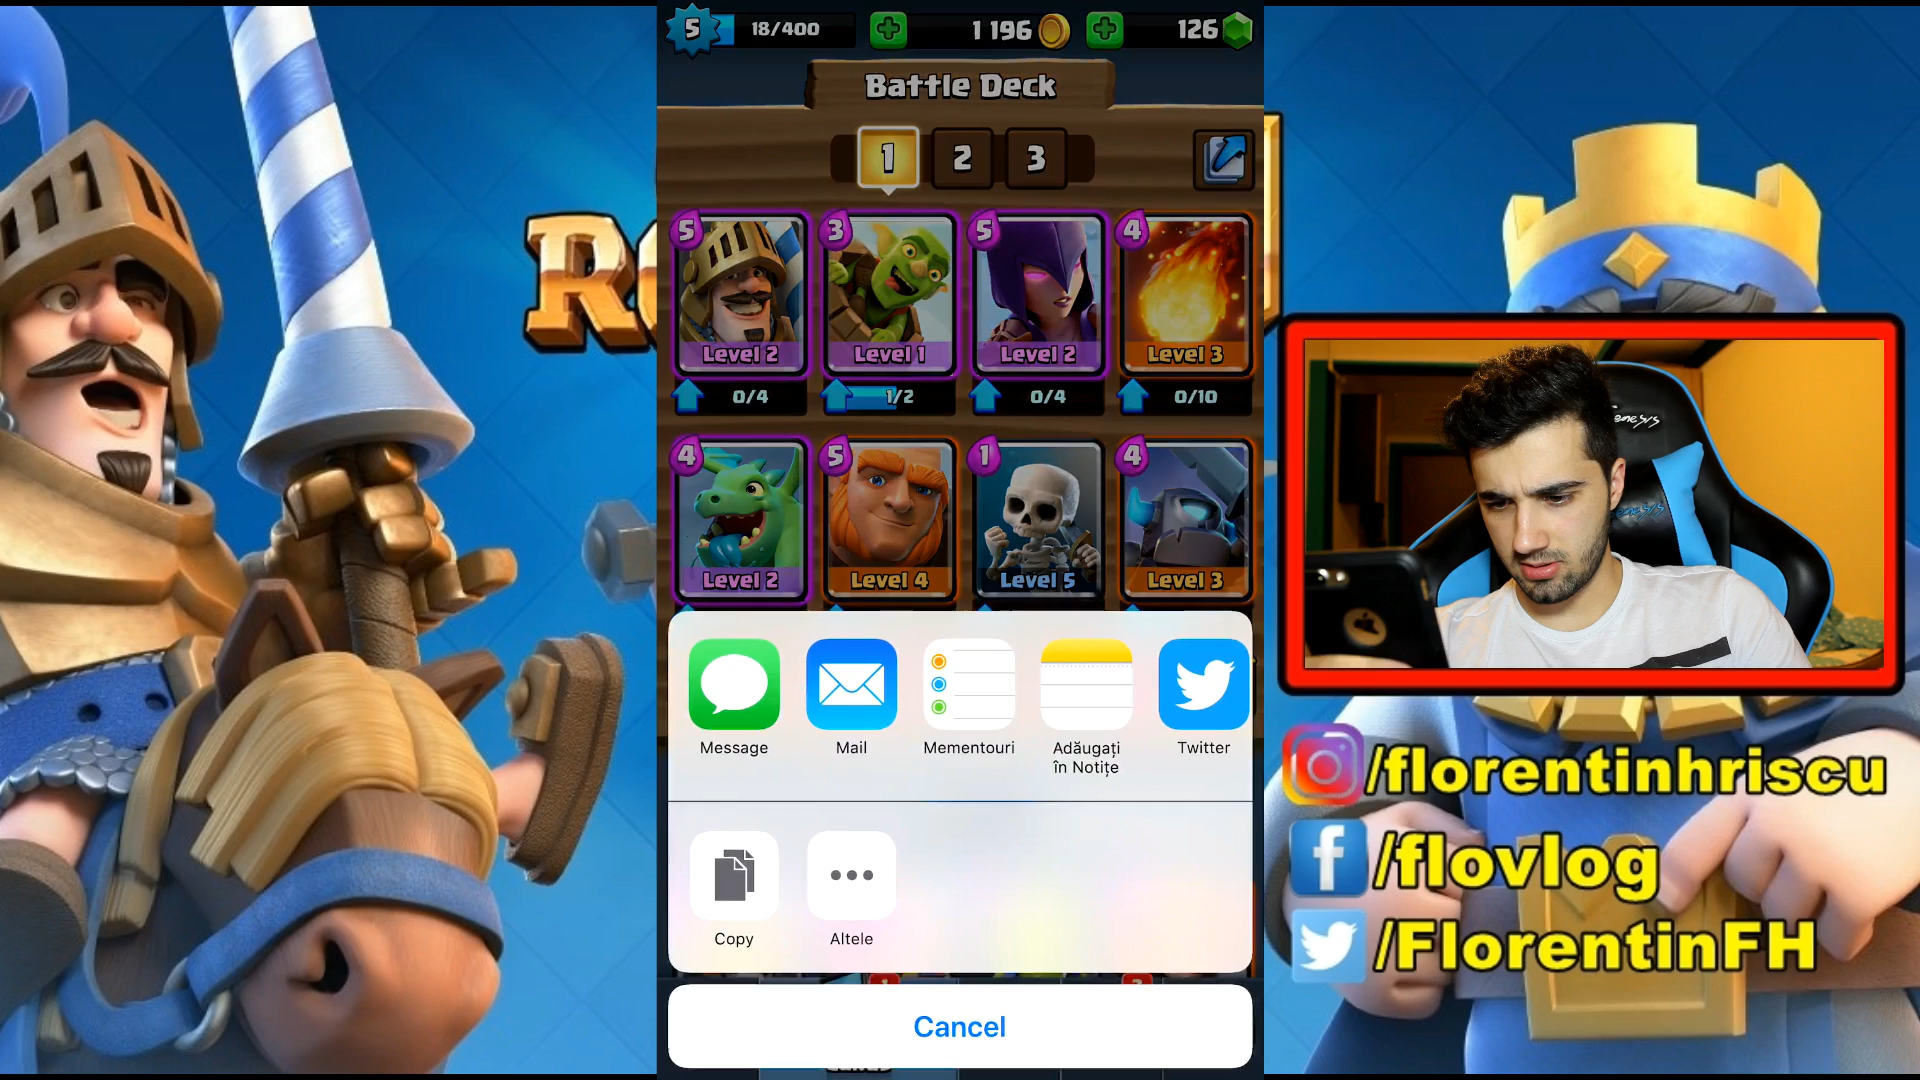 5 18/400 1 196 126
Battle Deck
1 2 3
5 3 5 4
Level 2 Level 1 Level 2 Level 3
0/4 1/2 0/4 0/10
4 5 1 4
Level 2 Level 4 Level 5 Level 3
Message Mail Mementouri Adăugați
în Notițe Twitter
Copy Altele
Cancel
/florentinhriscu
f /flovlog
/FlorentinFH